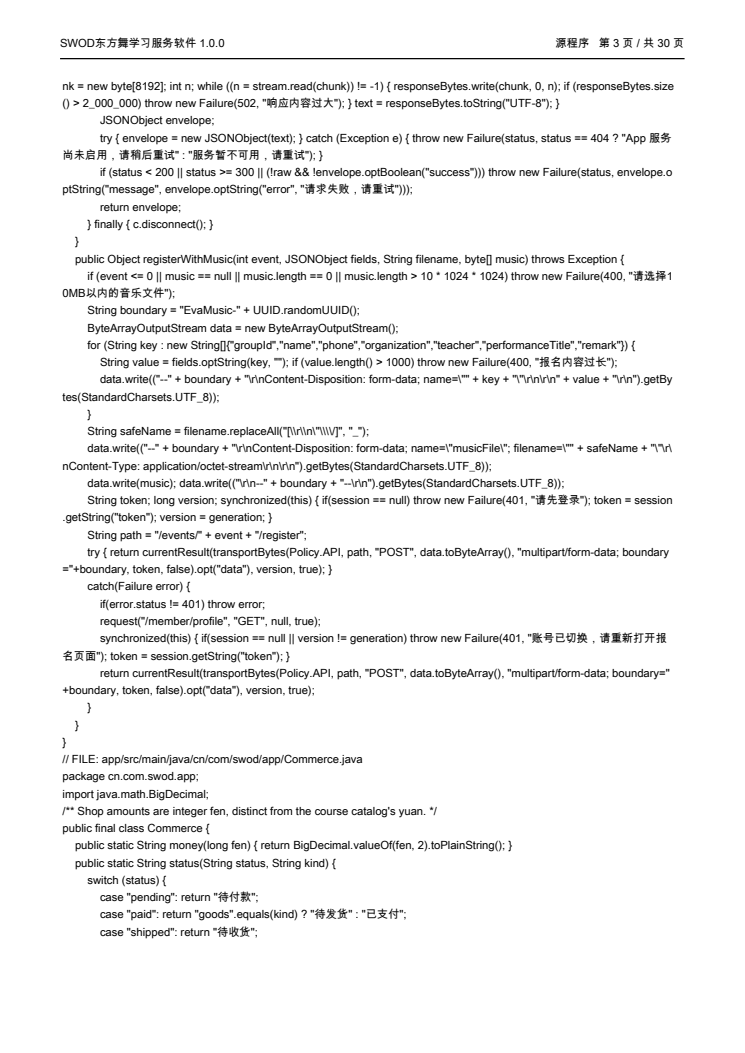 SWOD东方舞学习服务软件 1.0.0
源程序 第 3 页 / 共 30 页
nk = new byte[8192]; int n; while ((n = stream.read(chunk)) != -1) { responseBytes.write(chunk, 0, n); if (responseBytes.size
() > 2_000_000) throw new Failure(502, "响应内容过大"); } text = responseBytes.toString("UTF-8"); }
JSONObject envelope;
try { envelope = new JSONObject(text); } catch (Exception e) { throw new Failure(status, status == 404 ? "App 服务
尚未启用，请稍后重试" : "服务暂不可用，请重试"); }
if (status < 200 || status >= 300 || (!raw && !envelope.optBoolean("success"))) throw new Failure(status, envelope.o
ptString("message", envelope.optString("error", "请求失败，请重试")));
return envelope;
} finally { c.disconnect(); }
}
public Object registerWithMusic(int event, JSONObject fields, String filename, byte[] music) throws Exception {
if (event <= 0 || music == null || music.length == 0 || music.length > 10 * 1024 * 1024) throw new Failure(400, "请选择1
0MB以内的音乐文件");
String boundary = "EvaMusic-" + UUID.randomUUID();
ByteArrayOutputStream data = new ByteArrayOutputStream();
for (String key : new String[]{"groupId","name","phone","organization","teacher","performanceTitle","remark"}) {
String value = fields.optString(key, ""); if (value.length() > 1000) throw new Failure(400, "报名内容过长");
data.write(("--" + boundary + "\r\nContent-Disposition: form-data; name=\"" + key + "\"\r\n\r\n" + value + "\r\n").getBy
tes(StandardCharsets.UTF_8));
}
String safeName = filename.replaceAll("[\\r\\n\"\\\\/]", "_");
data.write(("--" + boundary + "\r\nContent-Disposition: form-data; name=\"musicFile\"; filename=\"" + safeName + "\"\r\
nContent-Type: application/octet-stream\r\n\r\n").getBytes(StandardCharsets.UTF_8));
data.write(music); data.write(("\r\n--" + boundary + "--\r\n").getBytes(StandardCharsets.UTF_8));
String token; long version; synchronized(this) { if(session == null) throw new Failure(401, "请先登录"); token = session
.getString("token"); version = generation; }
String path = "/events/" + event + "/register";
try { return currentResult(transportBytes(Policy.API, path, "POST", data.toByteArray(), "multipart/form-data; boundary
="+boundary, token, false).opt("data"), version, true); }
catch(Failure error) {
if(error.status != 401) throw error;
request("/member/profile", "GET", null, true);
synchronized(this) { if(session == null || version != generation) throw new Failure(401, "账号已切换，请重新打开报
名页面"); token = session.getString("token"); }
return currentResult(transportBytes(Policy.API, path, "POST", data.toByteArray(), "multipart/form-data; boundary="
+boundary, token, false).opt("data"), version, true);
}
}
}
// FILE: app/src/main/java/cn/com/swod/app/Commerce.java
package cn.com.swod.app;
import java.math.BigDecimal;
/** Shop amounts are integer fen, distinct from the course catalog's yuan. */
public final class Commerce {
public static String money(long fen) { return BigDecimal.valueOf(fen, 2).toPlainString(); }
public static String status(String status, String kind) {
switch (status) {
case "pending": return "待付款";
case "paid": return "goods".equals(kind) ? "待发货" : "已支付";
case "shipped": return "待收货";